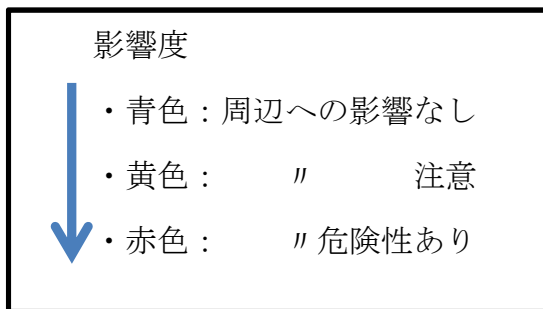 影響度
・青色：周辺への影響なし
・黄色：　　〃　　　注意
・赤色：　　〃危険性あり